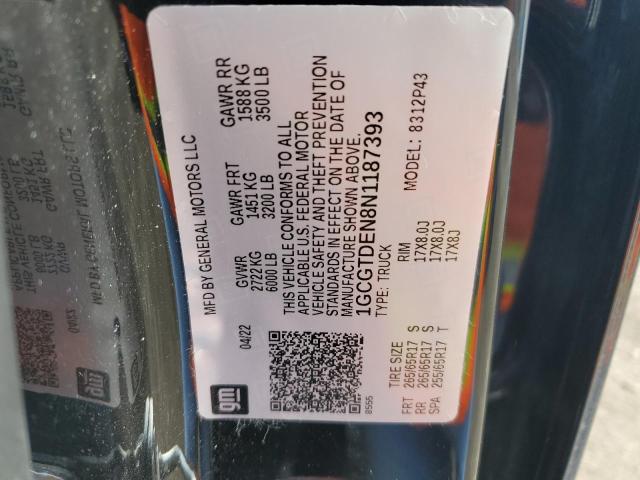 gm
04/22
MFD BY GENERAL MOTORS LLC
GVWR GAWR FRT GAWR RR
2722KG 1451 KG 1588 KG
6000 LB 3200 LB 3500 LB
THIS VEHICLE CONFORMS TO ALL
APPLICABLE U.S. FEDERAL MOTOR
VEHICLE SAFETY AND THEFT PREVENTION
STANDARDS IN EFFECT ON THE DATE OF
MANUFACTURE SHOWN ABOVE.
1GCGTDEN8N1187393
TYPE: TRUCK MODEL: 8312P43
8555
TIRE SIZE RIM
FRT 265/65R17 S 17X8.0J
RR 265/65R17 S 17X8.0J
SPA 255/65R17 T 17X8J